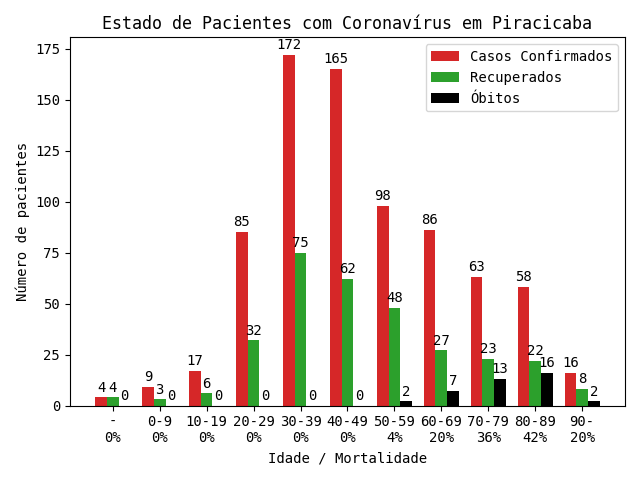 Estado de Pacientes com Coronavírus em Piracicaba
Número de pacientes
175
150
125
100
75
50
25
0
Casos Confirmados
Recuperados
Óbitos
4 4 0
9 3 0
17 6 0
85 32 0
172 75 0
165 62 0
98 48 2
86 27 7
63 23 13
58 22 16
16 8 2
- 0-9 10-19 20-29 30-39 40-49 50-59 60-69 70-79 80-89 90-
0% 0% 0% 0% 0% 0% 4% 20% 36% 42% 20%
Idade / Mortalidade